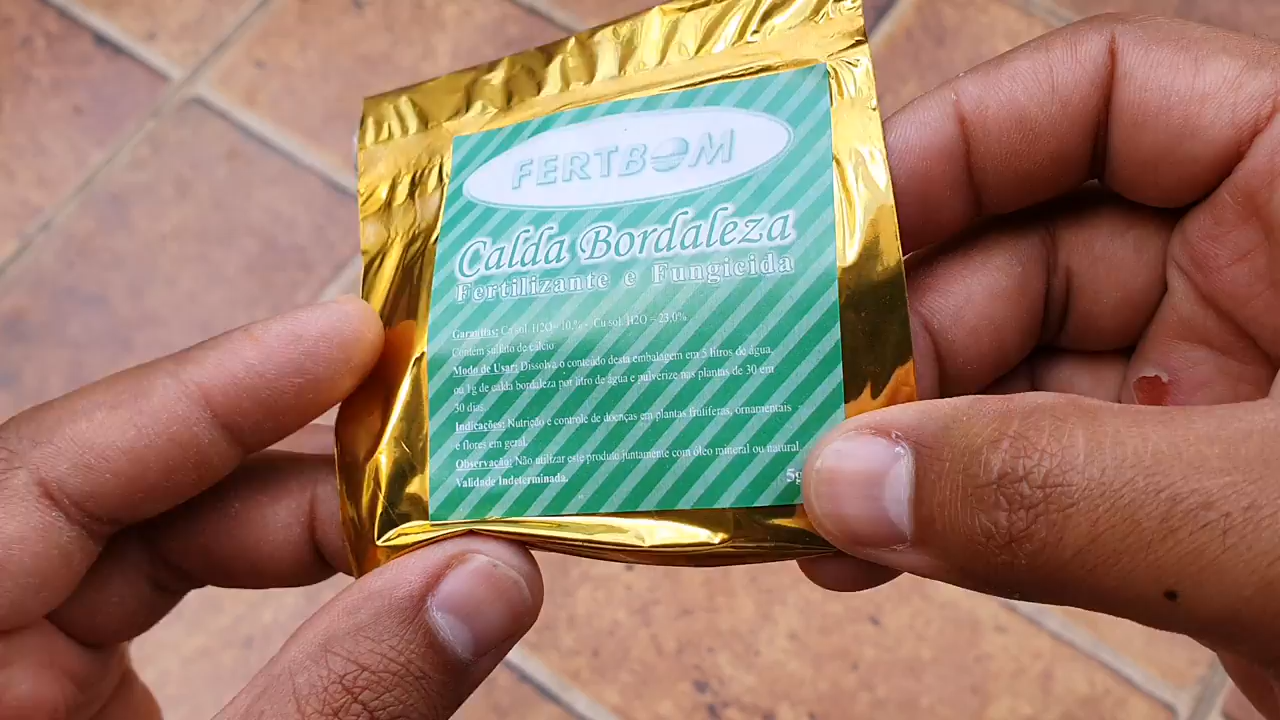 FERTBOM
Calda Bordaleza
Fertilizante e Fungicida
Garantias: Ca sol. H2O - 10,% - Cu sol. H2O = 23,0%
Contém sulfato de cálcio
Modo de Usar: Dissolva o conteúdo desta embalagem em 5 litros de água,
ou 1g de calda bordaleza por litro de água e pulverize nas plantas de 30 em
30 dias.
Indicações: Nutrição e controle de doenças em plantas frutíferas, ornamentais
e flores em geral.
Observação: Não utilizar este produto juntamente com óleo mineral ou natural.
Validade Indeterminada.
5g